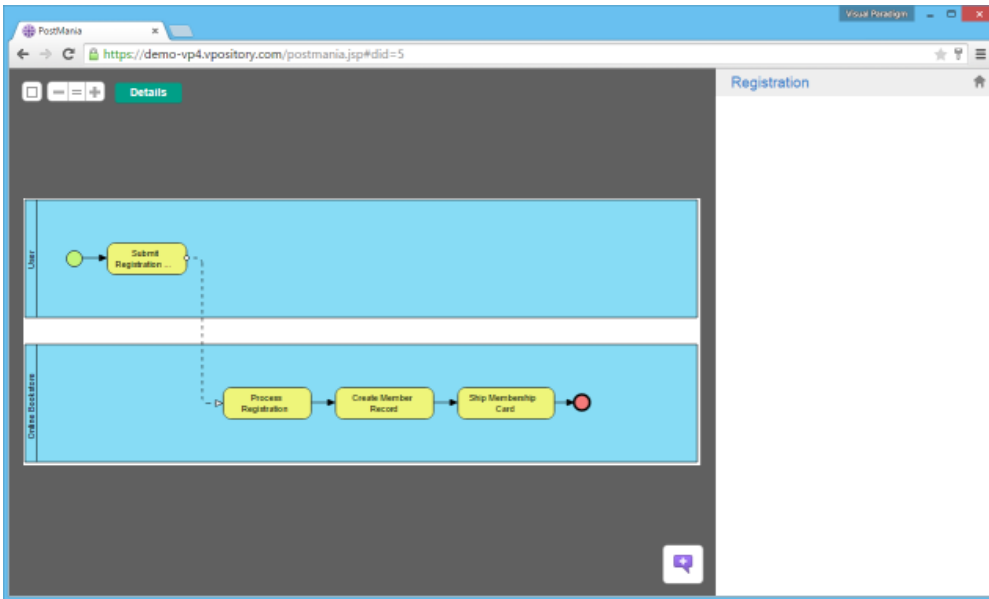 Visual Paradigm
PostMania
https://demo-vp4.vpository.com/postmania.jsp#did=5
Details
Registration
User
Submit
Registration ...
Online Bookstore
Process
Registration
Create Member
Record
Ship Membership
Card